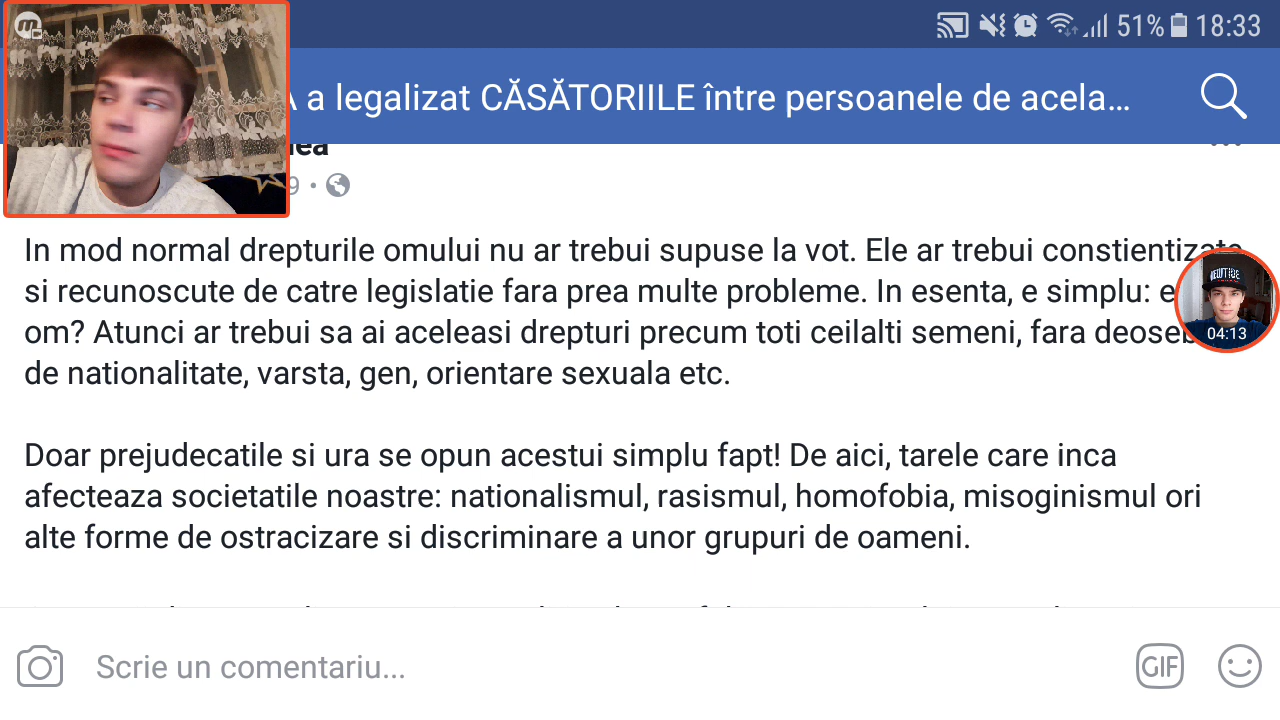 51% 18:33
a legalizat CĂSĂTORIILE între persoanele de acela...
9 •
In mod normal drepturile omului nu ar trebui supuse la vot. Ele ar trebui constientizate
si recunoscute de catre legislatie fara prea multe probleme. In esenta, e simplu: e
om? Atunci ar trebui sa ai aceleasi drepturi precum toti ceilalti semeni, fara deoseb
04:13
de nationalitate, varsta, gen, orientare sexuala etc.
Doar prejudecatile si ura se opun acestui simplu fapt! De aici, tarele care inca
afecteaza societatile noastre: nationalismul, rasismul, homofobia, misoginismul ori
alte forme de ostracizare si discriminare a unor grupuri de oameni.
Scrie un comentariu...
GIF